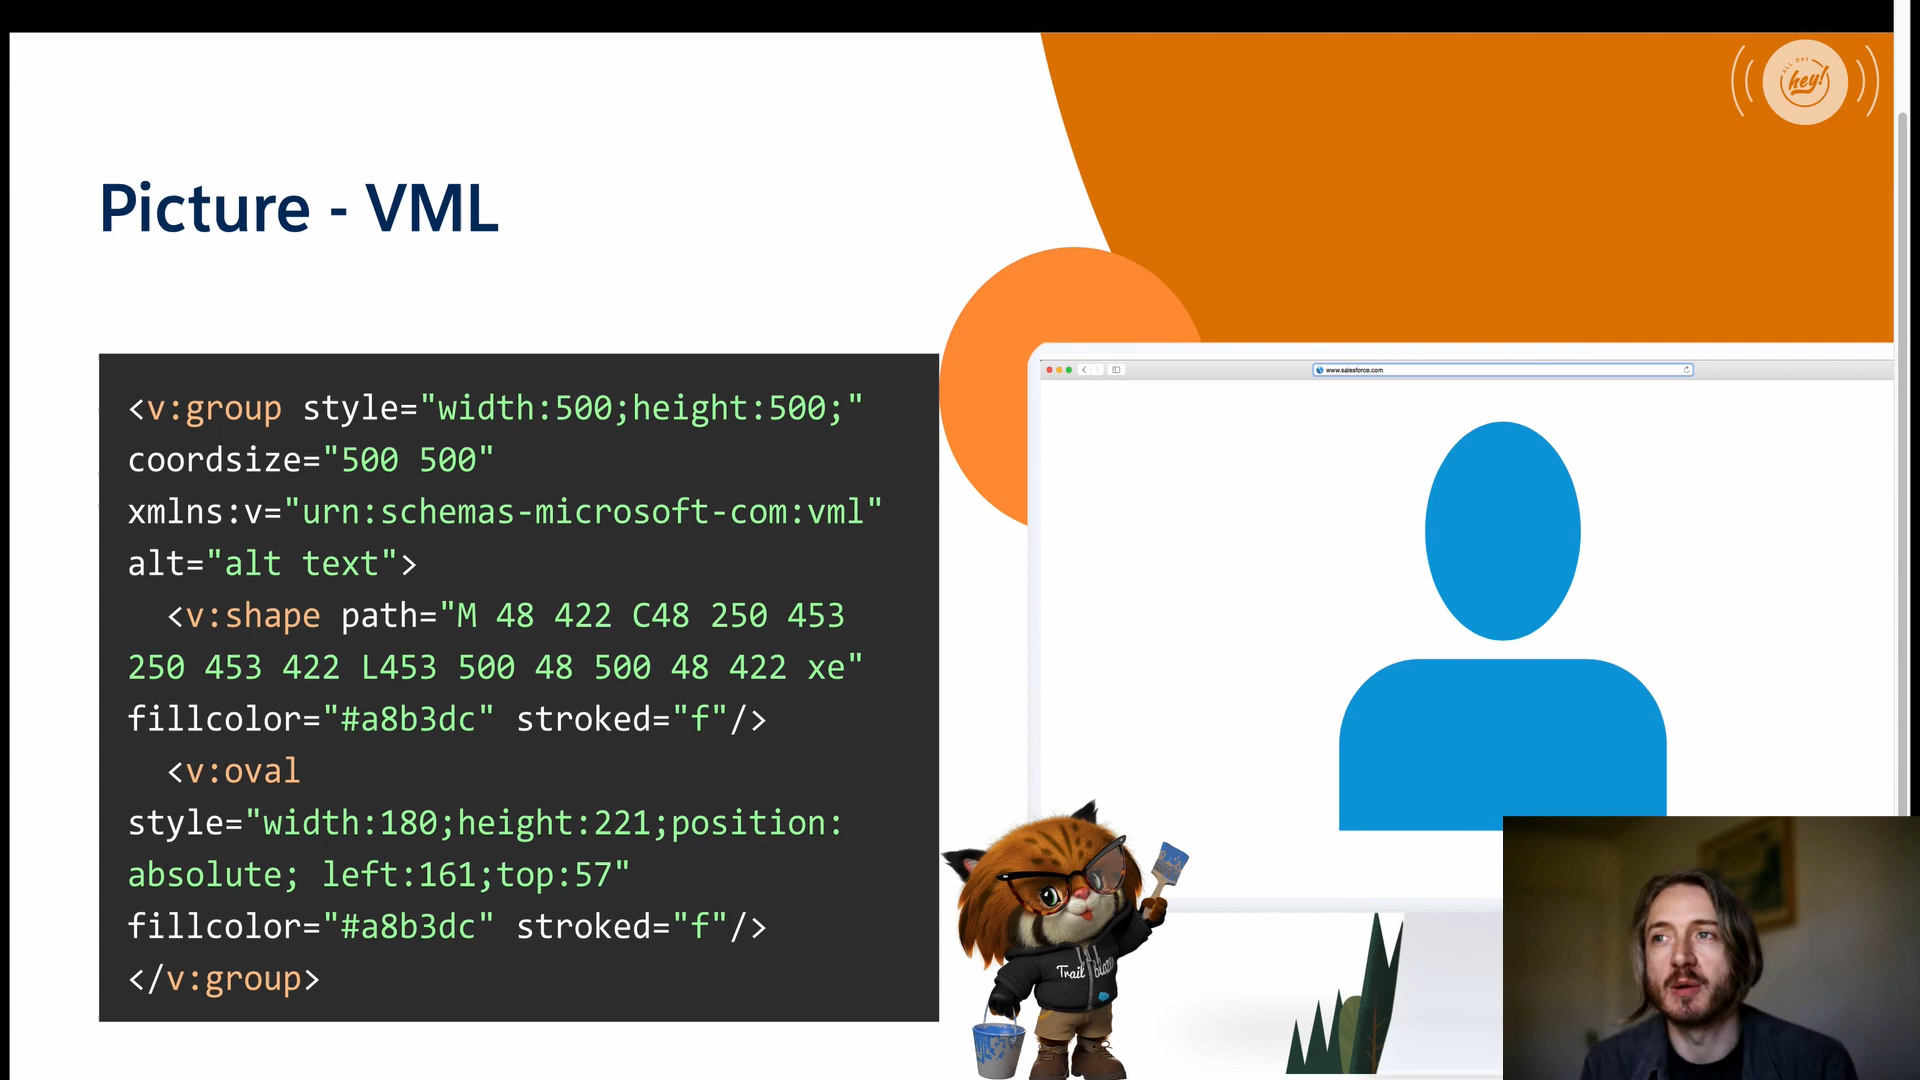 ALL DAY
hey!
Picture - VML
www.salesforce.com
<v:group style="width:500;height:500;"
coordsize="500 500"
xmlns:v="urn:schemas-microsoft-com:vml"
alt="alt text">
  <v:shape path="M 48 422 C48 250 453
250 453 422 L453 500 48 500 48 422 xe"
fillcolor="#a8b3dc" stroked="f"/>
  <v:oval
style="width:180;height:221;position:
absolute; left:161;top:57"
fillcolor="#a8b3dc" stroked="f"/>
</v:group>
Trailblazer